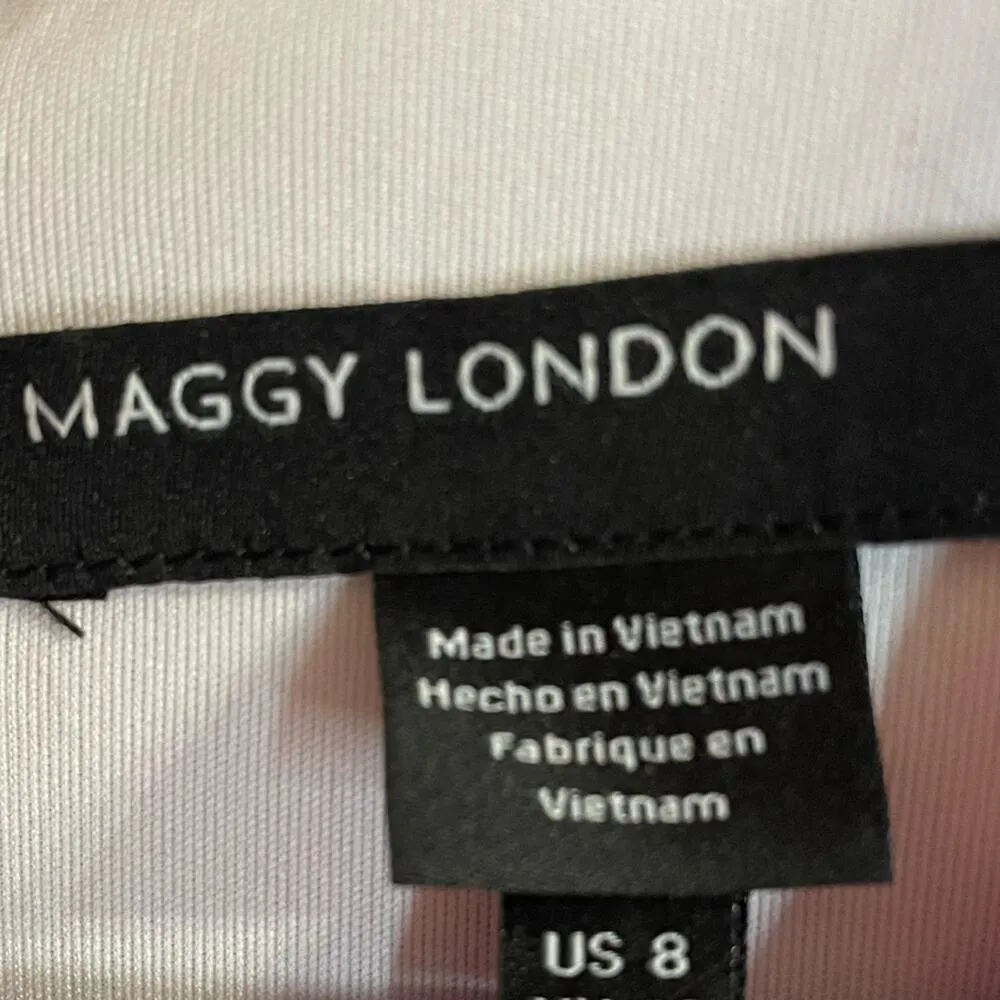 MAGGY LONDON
Made in Vietnam
Hecho en Vietnam
Fabrique en
Vietnam
US 8